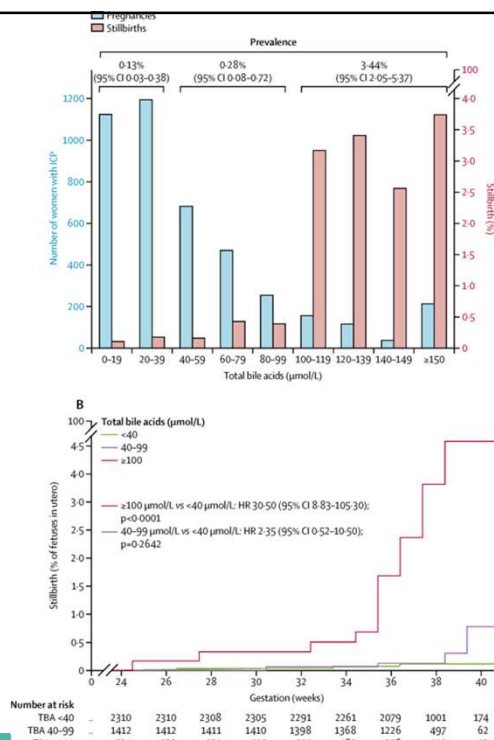 Pregnancies
Stillbirths
Prevalence
0·13%
(95% CI 0·03–0·38)
0·28%
(95% CI 0·08–0·72)
3·44%
(95% CI 2·05–5·37)
Number of women with ICP
1200
1000
800
600
400
200
0
100
4·0
3·5
3·0
2·5
2·0
1·5
1·0
0·5
0
Stillbirth (%)
0–19 20–39 40–59 60–79 80–99 100–119 120–139 140–149 ≥150
Total bile acids (μmol/L)
B
Total bile acids (μmol/L)
<40
40–99
≥100
≥100 μmol/L vs <40 μmol/L: HR 30·50 (95% CI 8·83–105·30);
p<0·0001
40–99 μmol/L vs <40 μmol/L: HR 2·35 (95% CI 0·52–10·50);
p=0·2642
Stillbirth (% of fetuses in utero)
100
4·5
4·0
3·0
2·5
2·0
1·5
1·0
0·5
0
0 24 26 28 30 32 34 36 38 40
Gestation (weeks)
Number at risk
TBA <40 .. 2310 2310 2308 2305 2291 2261 2079 1001 174
TBA 40–99 .. 1412 1412 1411 1410 1398 1368 1226 497 62